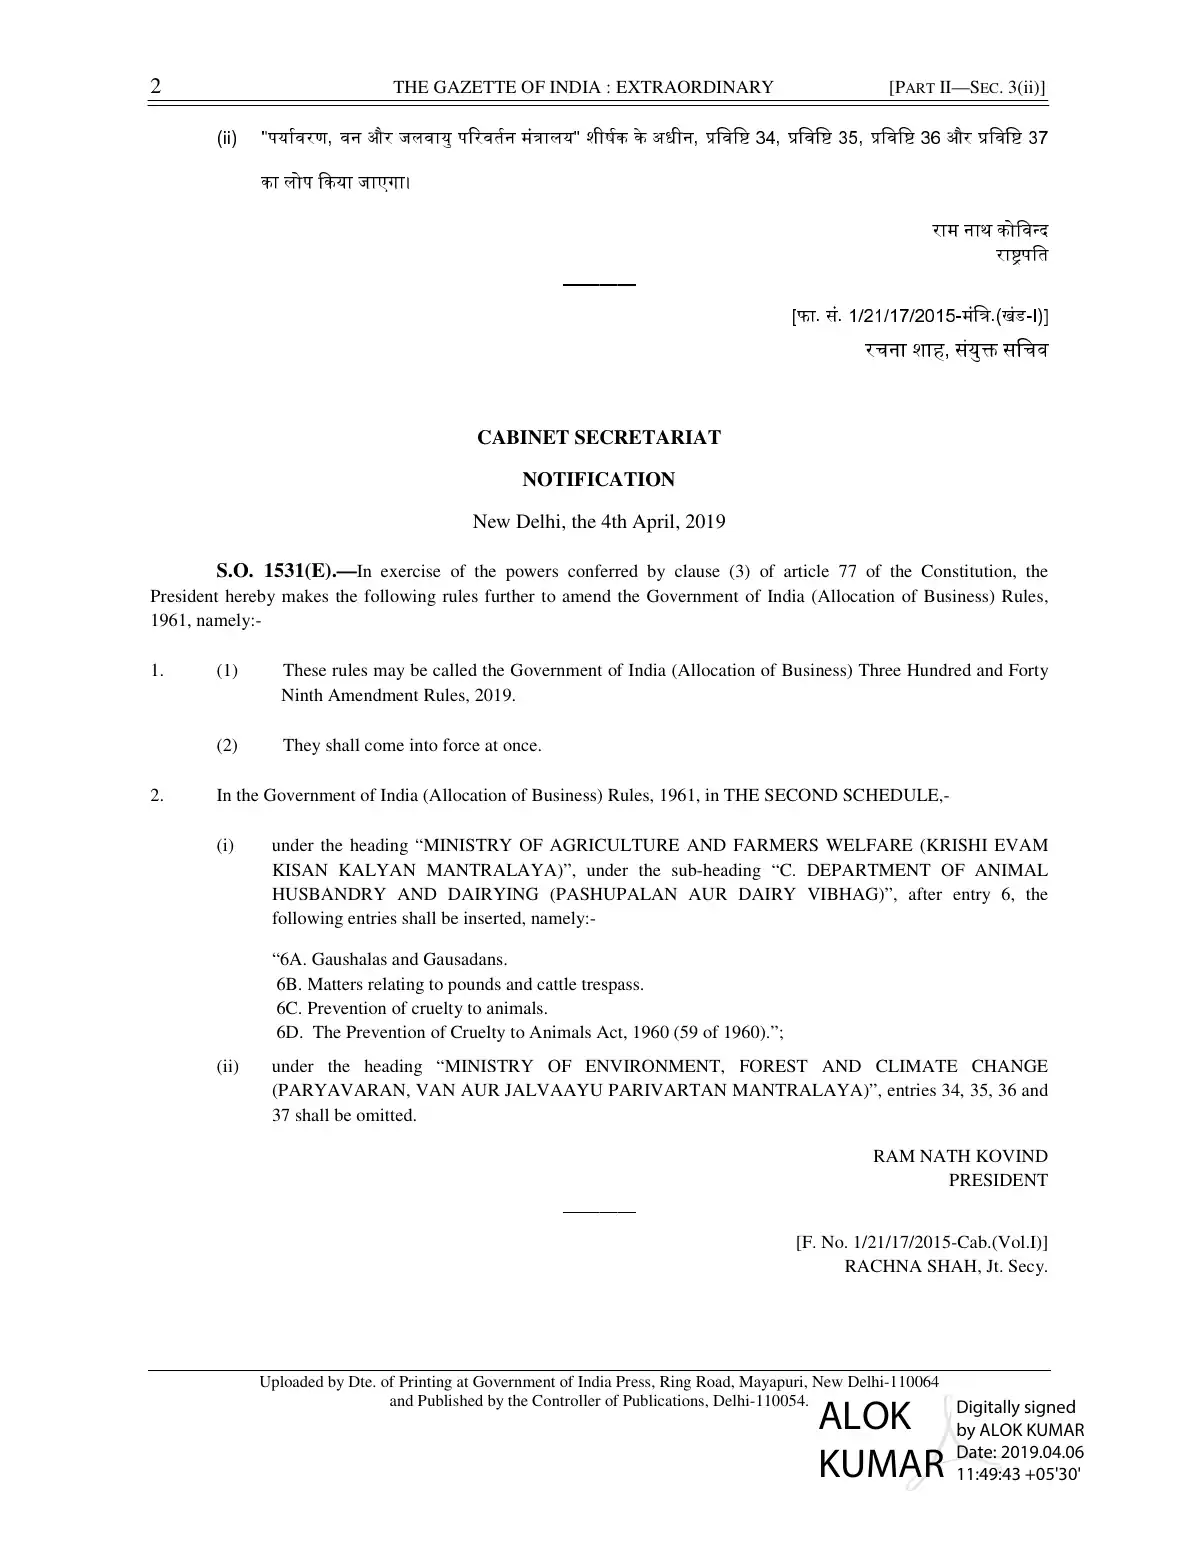 2 THE GAZETTE OF INDIA : EXTRAORDINARY [PART II—SEC. 3(ii)]
(ii) "पर्यावरण, वन और जलवायु परिवर्तन मंत्रालय" शीर्षक के अधीन, प्रविष्टि 34, प्रविष्टि 35, प्रविष्टि 36 और प्रविष्टि 37
का लोप किया जाएगा।
राम नाथ कोविन्द
राष्ट्रपति
[फा. सं. 1/21/17/2015-मंत्रि.(खंड-I)]
रचना शाह, संयुक्त सचिव
CABINET SECRETARIAT
NOTIFICATION
New Delhi, the 4th April, 2019
S.O. 1531(E).—In exercise of the powers conferred by clause (3) of article 77 of the Constitution, the
President hereby makes the following rules further to amend the Government of India (Allocation of Business) Rules,
1961, namely:-
1. (1) These rules may be called the Government of India (Allocation of Business) Three Hundred and Forty
Ninth Amendment Rules, 2019.
(2) They shall come into force at once.
2. In the Government of India (Allocation of Business) Rules, 1961, in THE SECOND SCHEDULE,-
(i) under the heading “MINISTRY OF AGRICULTURE AND FARMERS WELFARE (KRISHI EVAM
KISAN KALYAN MANTRALAYA)”, under the sub-heading “C. DEPARTMENT OF ANIMAL
HUSBANDRY AND DAIRYING (PASHUPALAN AUR DAIRY VIBHAG)”, after entry 6, the
following entries shall be inserted, namely:-
“6A. Gaushalas and Gausadans.
6B. Matters relating to pounds and cattle trespass.
6C. Prevention of cruelty to animals.
6D. The Prevention of Cruelty to Animals Act, 1960 (59 of 1960).”;
(ii) under the heading “MINISTRY OF ENVIRONMENT, FOREST AND CLIMATE CHANGE
(PARYAVARAN, VAN AUR JALVAAYU PARIVARTAN MANTRALAYA)”, entries 34, 35, 36 and
37 shall be omitted.
RAM NATH KOVIND
PRESIDENT
[F. No. 1/21/17/2015-Cab.(Vol.I)]
RACHNA SHAH, Jt. Secy.
Uploaded by Dte. of Printing at Government of India Press, Ring Road, Mayapuri, New Delhi-110064
and Published by the Controller of Publications, Delhi-110054.
ALOK
KUMAR
Digitally signed
by ALOK KUMAR
Date: 2019.04.06
11:49:43 +05'30'